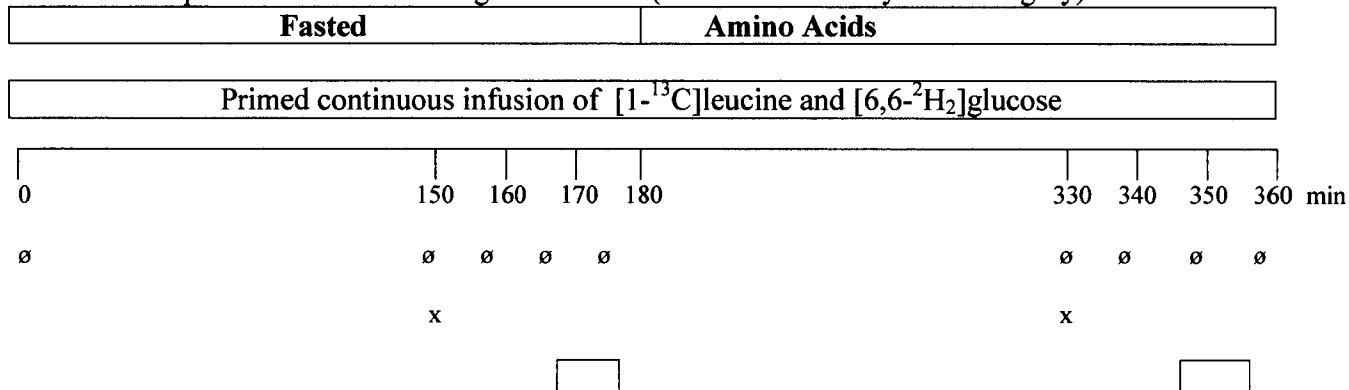 Fasted Amino Acids
Primed continuous infusion of [1-¹³C]leucine and [6,6-²H₂]glucose
0 150 160 170 180 330 340 350 360 min
ø ø ø ø ø ø ø ø ø
x x